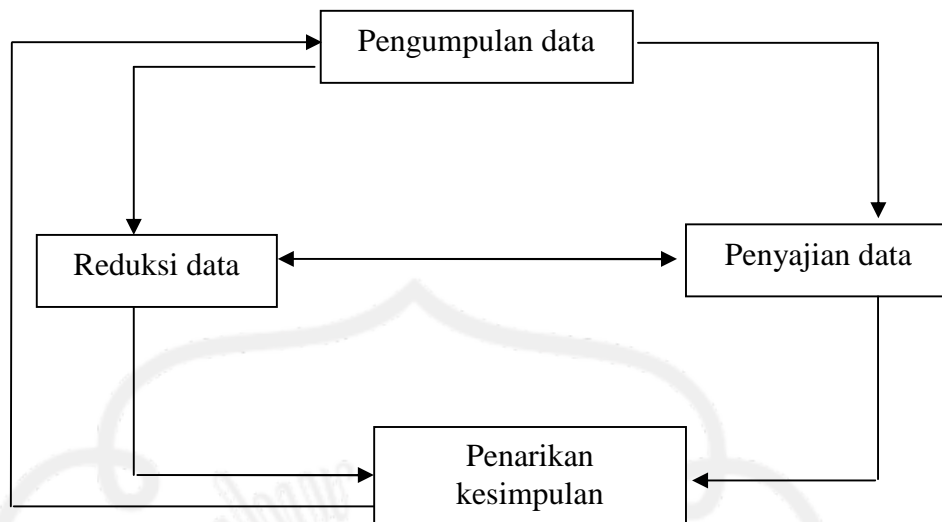 Pengumpulan data
Reduksi data
Penyajian data
Penarikan
kesimpulan